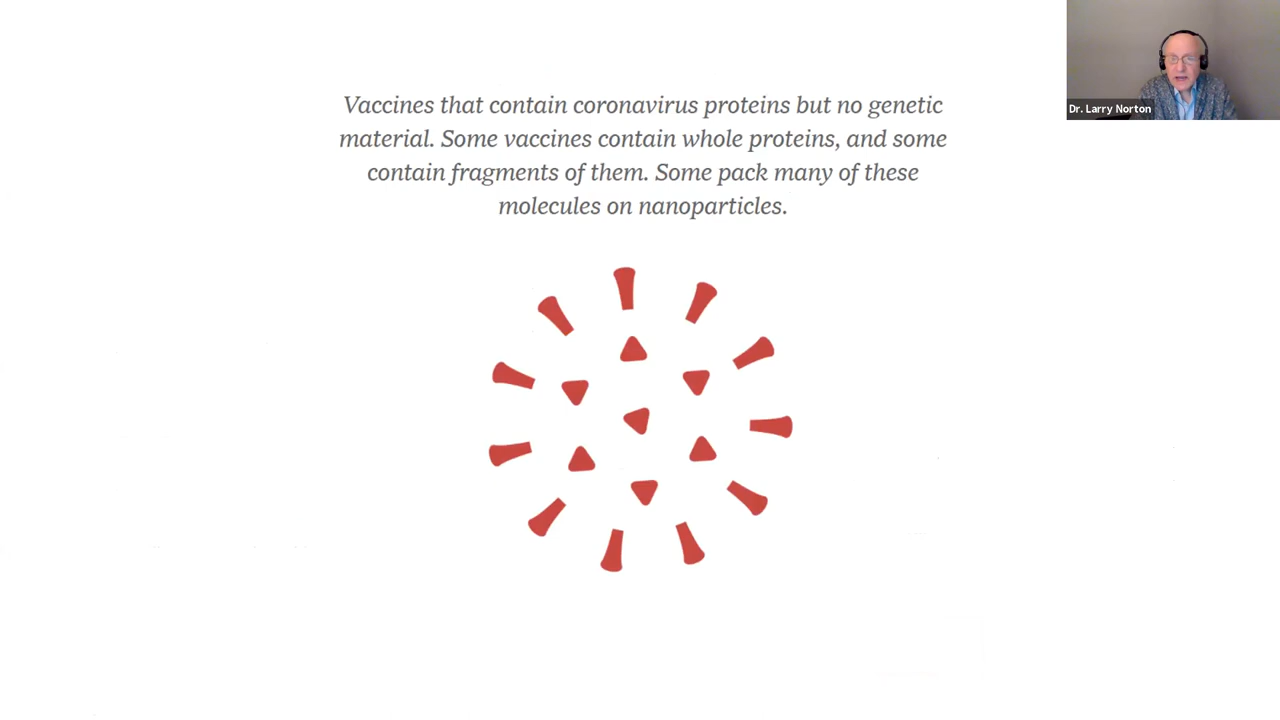 Vaccines that contain coronavirus proteins but no genetic
material. Some vaccines contain whole proteins, and some
contain fragments of them. Some pack many of these
molecules on nanoparticles.
Dr. Larry Norton